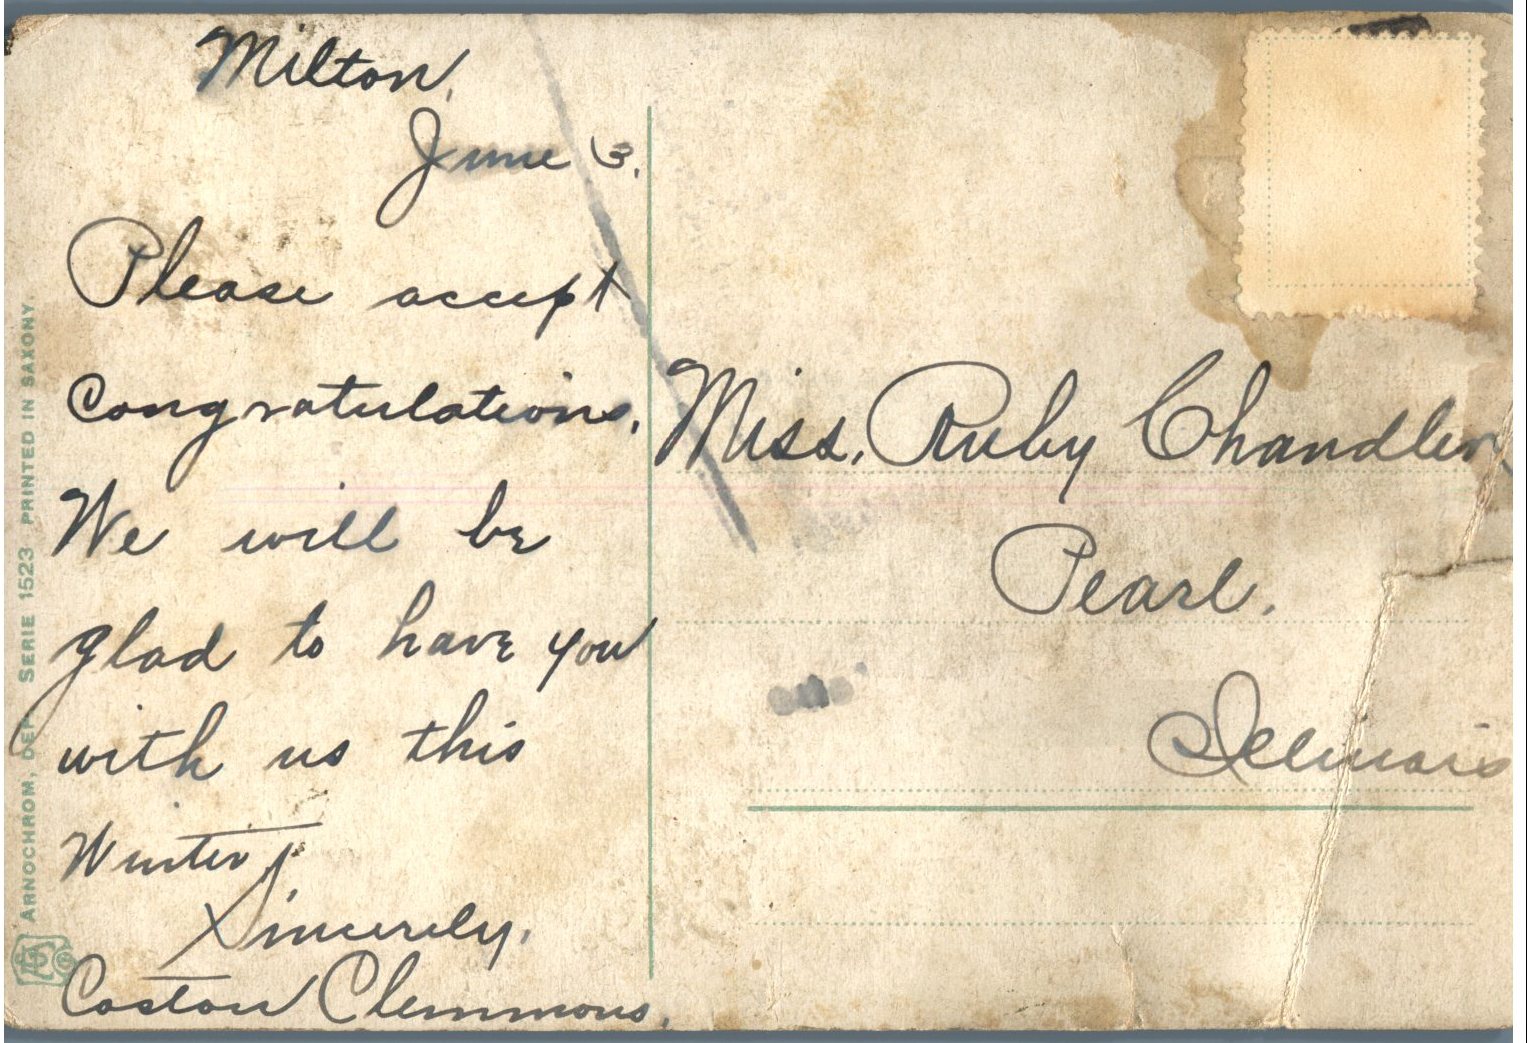 Milton,
June 3.
Please accept
Congratulations.
We will be
glad to have you
with us this
Winter.
Sincerely,
Coston Clemmons.
Miss. Ruby Chandler
Pearl.
Illinois
ARNOCHROM, DEP. SERIE 1523 PRINTED IN SAXONY.